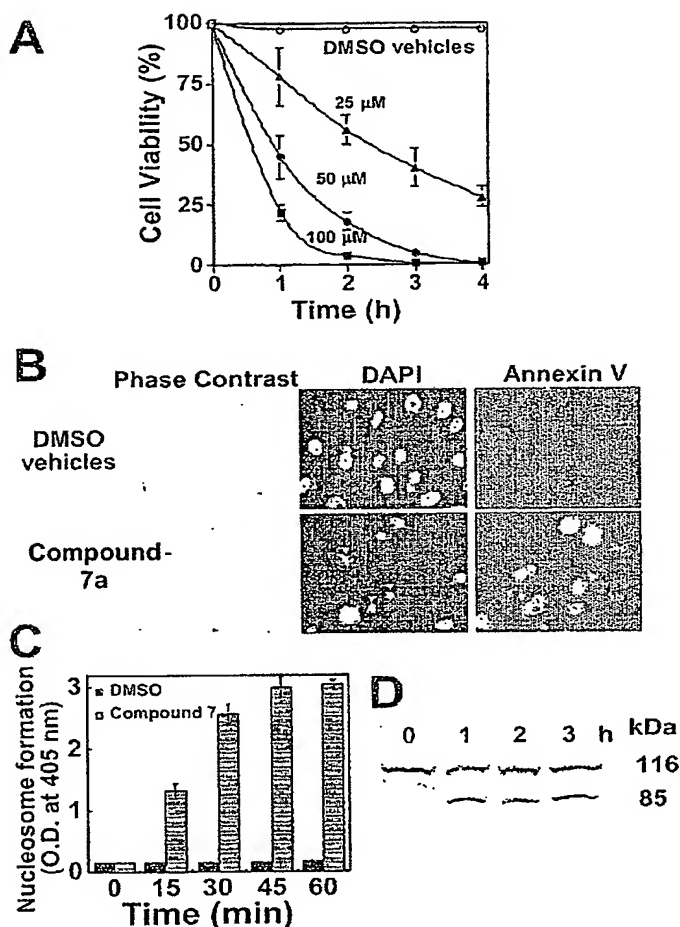 A
Cell Viability (%)
100
75
50
25
0
DMSO vehicles
25 µM
50 µM
100 µM
0 1 2 3 4
Time (h)
B
Phase Contrast DAPI Annexin V
DMSO
vehicles
Compound-
7a
C
Nucleosome formation
(O.D. at 405 nm)
3
2
1
0
DMSO
Compound 7
0 15 30 45 60
Time (min)
D
0 1 2 3 h kDa
116
85